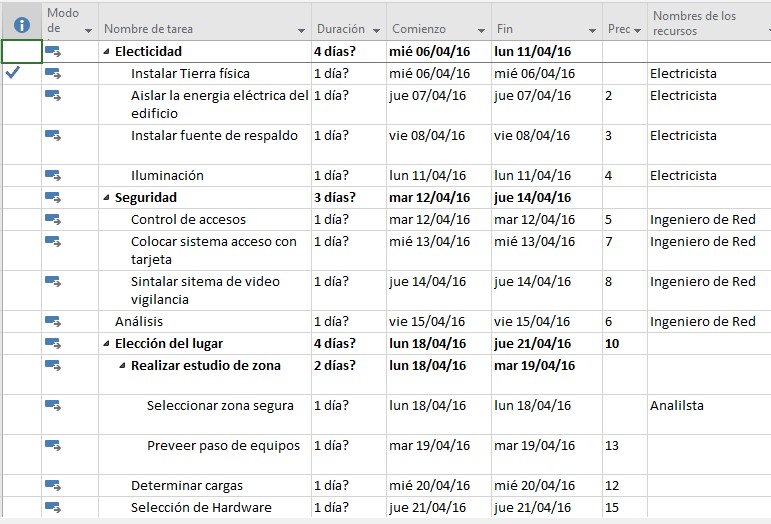 Modo de
Nombre de tarea Duración Comienzo Fin Prec Nombres de los recursos
Electicidad 4 días? mié 06/04/16 lun 11/04/16
Instalar Tierra física 1 día? mié 06/04/16 mié 06/04/16 Electricista
Aislar la energia eléctrica del edificio 1 día? jue 07/04/16 jue 07/04/16 2 Electricista
Instalar fuente de respaldo 1 día? vie 08/04/16 vie 08/04/16 3 Electricista
Iluminación 1 día? lun 11/04/16 lun 11/04/16 4 Electricista
Seguridad 3 días? mar 12/04/16 jue 14/04/16
Control de accesos 1 día? mar 12/04/16 mar 12/04/16 5 Ingeniero de Red
Colocar sistema acceso con tarjeta 1 día? mié 13/04/16 mié 13/04/16 7 Ingeniero de Red
Sintalar sitema de video vigilancia 1 día? jue 14/04/16 jue 14/04/16 8 Ingeniero de Red
Análisis 1 día? vie 15/04/16 vie 15/04/16 6 Ingeniero de Red
Elección del lugar 4 días? lun 18/04/16 jue 21/04/16 10
Realizar estudio de zona 2 días? lun 18/04/16 mar 19/04/16
Seleccionar zona segura 1 día? lun 18/04/16 lun 18/04/16 Analilsta
Preveer paso de equipos 1 día? mar 19/04/16 mar 19/04/16 13
Determinar cargas 1 día? mié 20/04/16 mié 20/04/16 12
Selección de Hardware 1 día? jue 21/04/16 jue 21/04/16 15